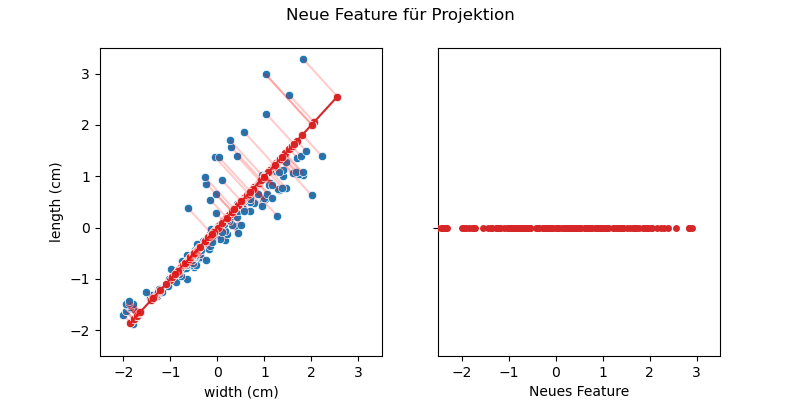 Neue Feature für Projektion
3
2
1
0
−1
−2
length (cm)
−2 −1 0 1 2 3
width (cm)
−2 −1 0 1 2 3
Neues Feature